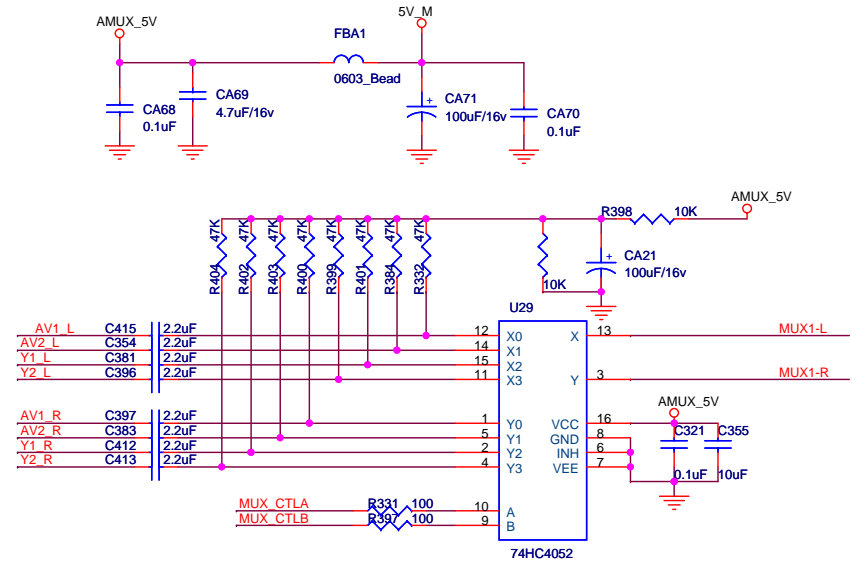 AMUX_5V
5V_M
FBA1
0603_Bead
CA68
0.1uF
CA69
4.7uF/16v
+
CA71
100uF/16v
CA70
0.1uF
R404 47K
R402 47K
R403 47K
R400 47K
R399 47K
R401 47K
R384 47K
R332 47K
R398 10K
AMUX_5V
10K
+
CA21
100uF/16v
U29
AV1_L C415 2.2uF 12 X0 X 13 MUX1-L
AV2_L C354 2.2uF 14 X1
Y1_L C381 2.2uF 15 X2
Y2_L C396 2.2uF 11 X3 Y 3 MUX1-R
AMUX_5V
AV1_R C397 2.2uF 1 Y0 VCC 16
AV2_R C383 2.2uF 5 Y1 GND 8
Y1_R C412 2.2uF 2 Y2 INH 6
Y2_R C413 2.2uF 4 Y3 VEE 7
C321 C355
0.1uF 10uF
MUX_CTLA R331 100 10 A
MUX_CTLB R397 100 9 B
74HC4052